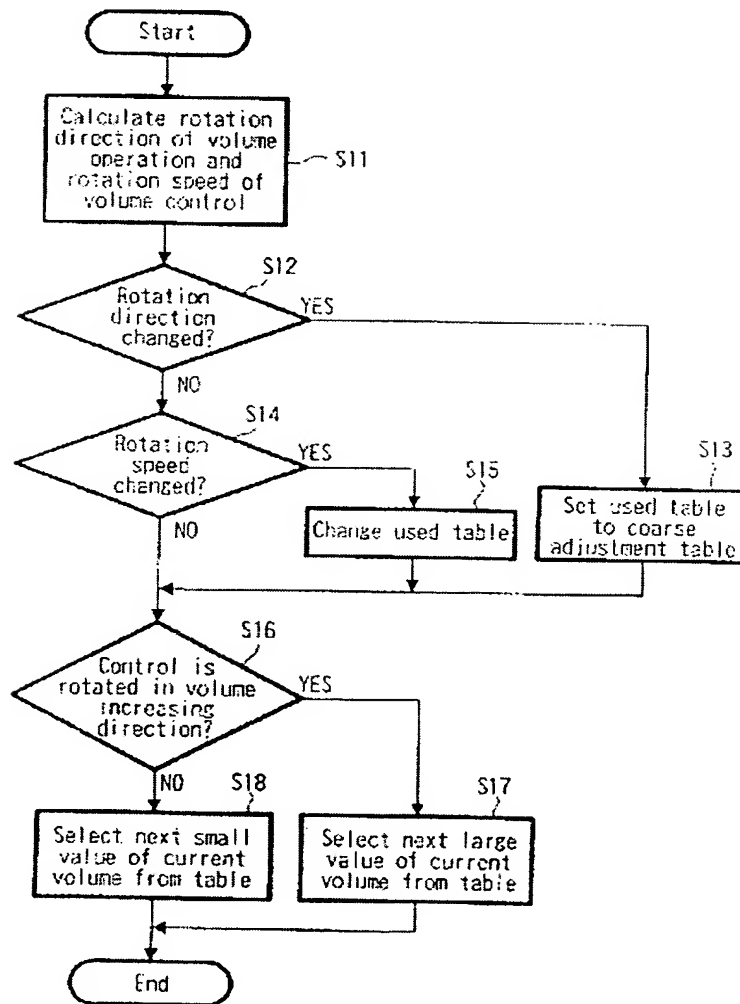 Start
Calculate rotation
direction of volume
operation and
rotation speed of
volume control
S11
S12
Rotation
direction
changed?
YES
NO
S14
Rotation
speed
changed?
YES
NO
S15
Change used table
S13
Set used table
to coarse
adjustment table
S16
Control is
rotated in volume
increasing
direction?
YES
NO
S18
Select next small
value of current
volume from table
S17
Select next large
value of current
volume from table
End